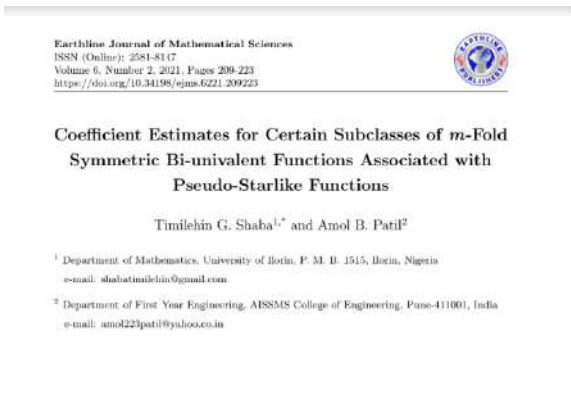 Earthline Journal of Mathematical Sciences
ISSN (Online): 2581-8147
Volume 6, Number 2, 2021, Pages 209-223
https://doi.org/10.34198/ejms.6221.209223
EARTHLINE
PUBLISHERS
Coefficient Estimates for Certain Subclasses of m-Fold
Symmetric Bi-univalent Functions Associated with
Pseudo-Starlike Functions
Timilehin G. Shaba1,* and Amol B. Patil2
1 Department of Mathematics, University of Ilorin, P. M. B. 1515, Ilorin, Nigeria
e-mail: shabatimilehin@gmail.com
2 Department of First Year Engineering, AISSMS College of Engineering, Pune-411001, India
e-mail: amol223patil@yahoo.co.in